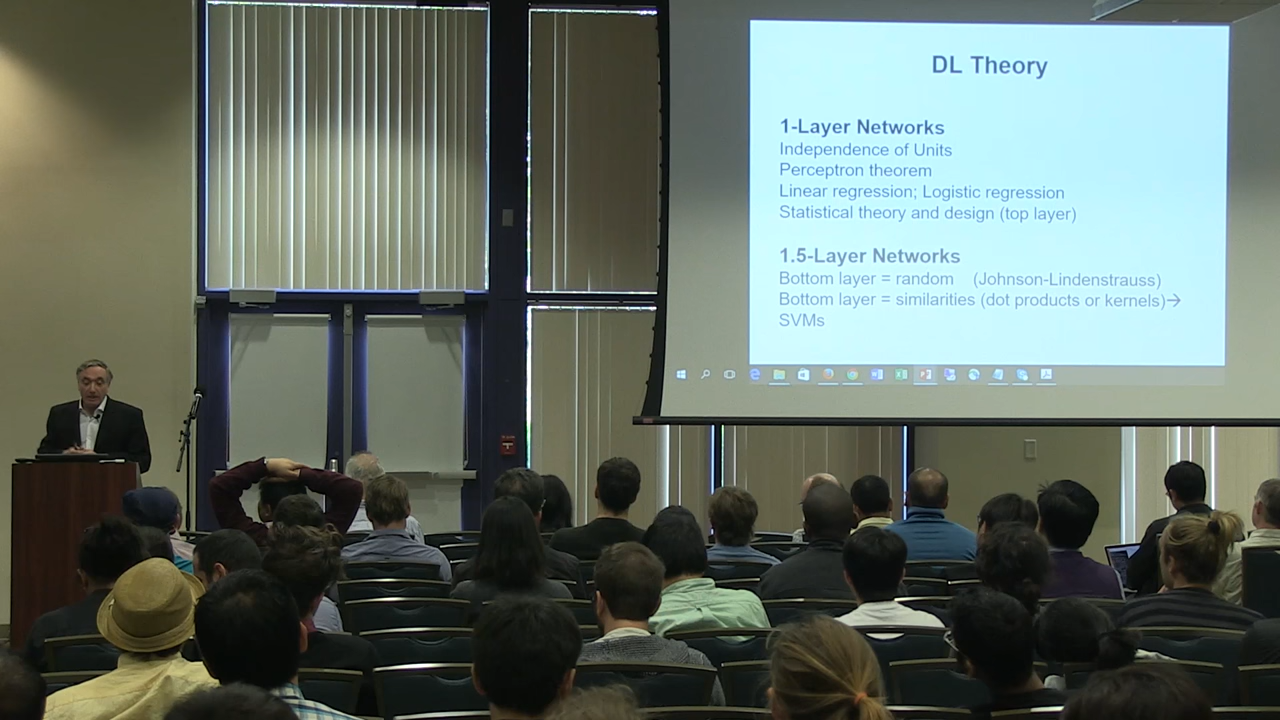 DL Theory
1-Layer Networks
Independence of Units
Perceptron theorem
Linear regression; Logistic regression
Statistical theory and design (top layer)
1.5-Layer Networks
Bottom layer = random (Johnson-Lindenstrauss)
Bottom layer = similarities (dot products or kernels)→
SVMs